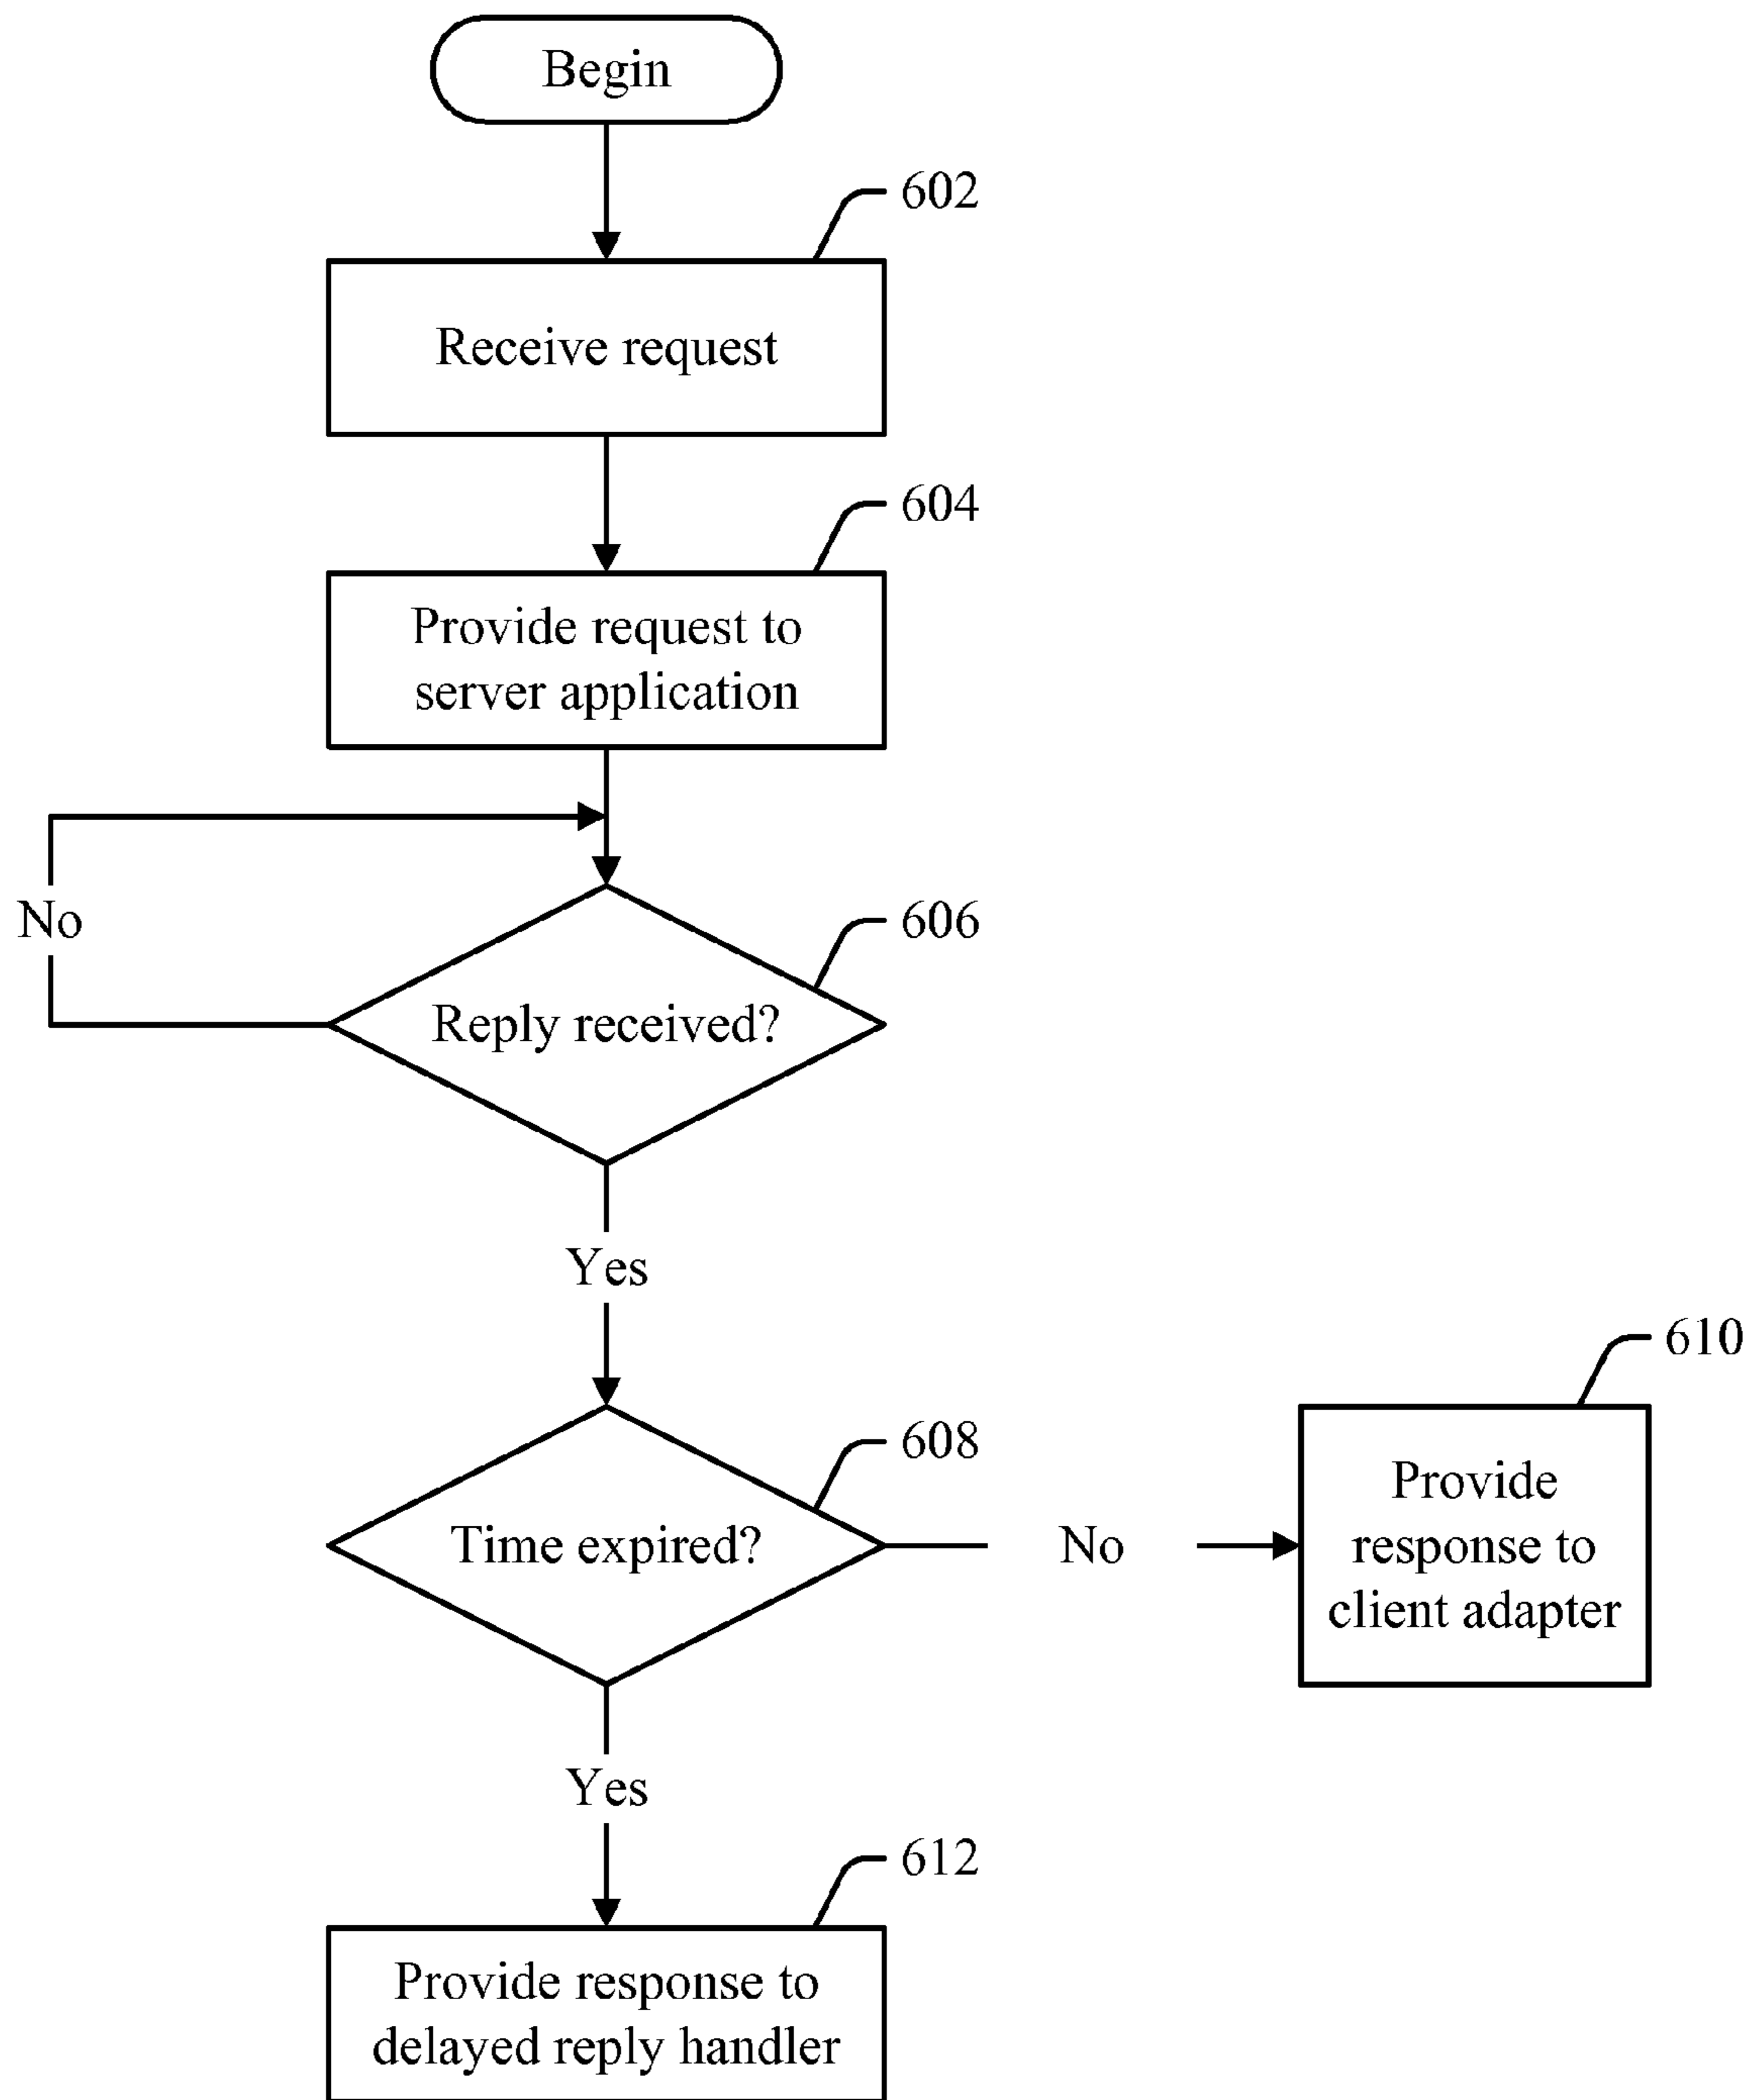 Begin
602
Receive request
604
Provide request to
server application
No
606
Reply received?
Yes
610
608
Time expired?
No
Provide
response to
client adapter
Yes
612
Provide response to
delayed reply handler